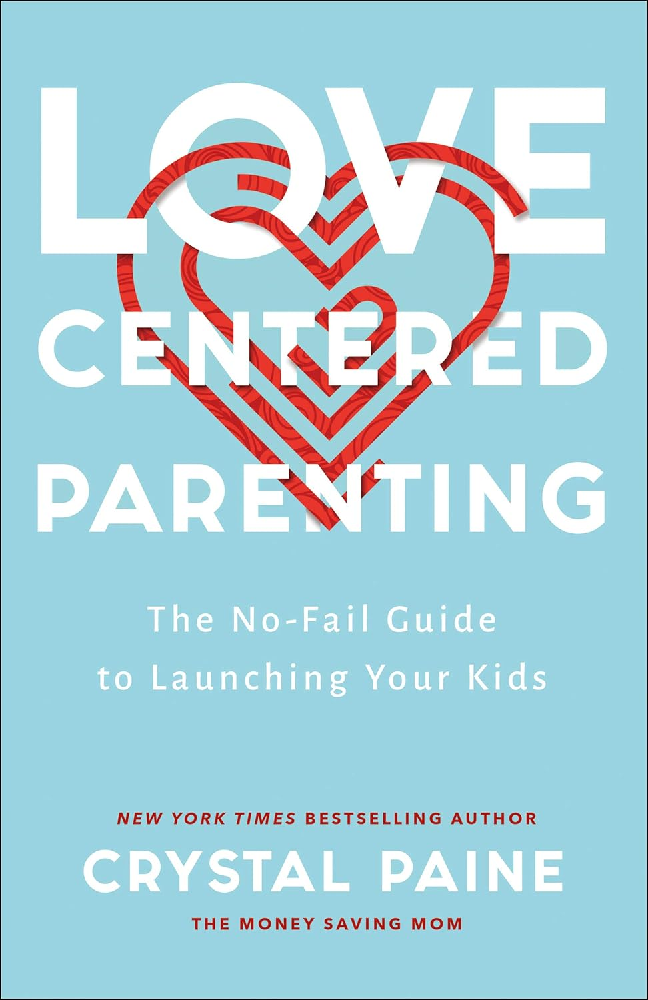 LOVE
CENTERED
PARENTING
The No-Fail Guide
to Launching Your Kids
NEW YORK TIMES BESTSELLING AUTHOR
CRYSTAL PAINE
THE MONEY SAVING MOM